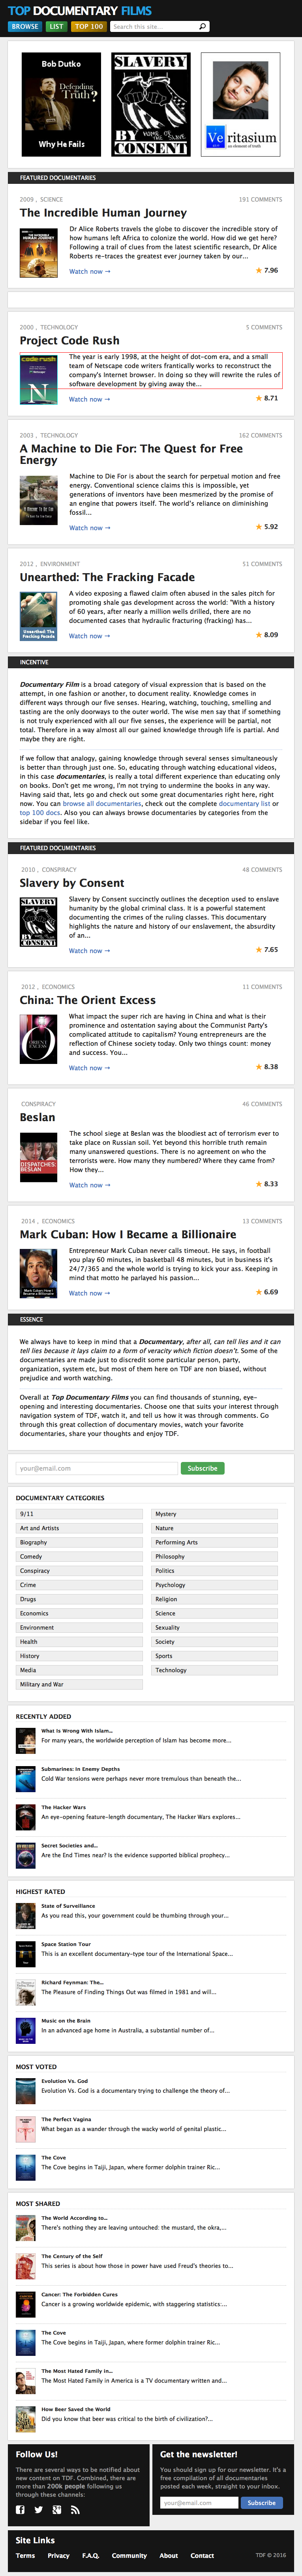 TOP DOCUMENTARY FILMS
BROWSE LIST TOP 100 Search this site...
Bob Dutko
Defending Truth?
Why He Fails
SLAVERY BY CONSENT
Ve ritasium
an element of truth
FEATURED DOCUMENTARIES
2009 , SCIENCE 191 COMMENTS
The Incredible Human Journey
Dr Alice Roberts travels the globe to discover the incredible story of
how humans left Africa to colonize the world. How did we get here?
Following a trail of clues from the latest scientific research, Dr Alice
Roberts re-traces the greatest ever journey taken by our...
Watch now → 7.96
2000 , TECHNOLOGY 5 COMMENTS
Project Code Rush
The year is early 1998, at the height of dot-com era, and a small
team of Netscape code writers frantically works to reconstruct the
company's Internet browser. In doing so they will rewrite the rules of
software development by giving away the...
code rush
N
Watch now → 8.71
2003 , TECHNOLOGY 162 COMMENTS
A Machine to Die For: The Quest for Free
Energy
Machine to Die For is about the search for perpetual motion and free
energy. Conventional science claims this is impossible, yet
generations of inventors have been mesmerized by the promise of
an engine that powers itself. The world's reliance on diminishing
fossil...
Watch now → 5.92
2012 , ENVIRONMENT 51 COMMENTS
Unearthed: The Fracking Facade
A video exposing a flawed claim often abused in the sales pitch for
promoting shale gas development across the world: "With a history
of 60 years, after nearly a million wells drilled, there are no
documented cases that hydraulic fracturing (fracking) has...
Unearthed: The
Fracking Facade
Watch now → 8.09
INCENTIVE
Documentary Film is a broad category of visual expression that is based on the
attempt, in one fashion or another, to document reality. Knowledge comes in
different ways through our five senses. Hearing, watching, touching, smelling and
tasting are the only doorways to the outer world. The wise men say that if something
is not truly experienced with all our five senses, the experience will be partial, not
total. Therefore in a way almost all our gained knowledge through life is partial. And
maybe they are right.
If we follow that analogy, gaining knowledge through several senses simultaneously
is better than through just one. So, educating through watching educational videos,
in this case documentaries, is really a total different experience than educating only
on books. Don't get me wrong, I'm not trying to undermine the books in any way.
Having said that, lets go and check out some great documentaries right here, right
now. You can browse all documentaries, check out the complete documentary list or
top 100 docs. Also you can always browse documentaries by categories from the
sidebar if you feel like.
FEATURED DOCUMENTARIES
2010 , CONSPIRACY 48 COMMENTS
Slavery by Consent
Slavery by Consent succinctly outlines the deception used to enslave
humanity by the global criminal class. It is a powerful statement
documenting the crimes of the ruling classes. This documentary
highlights the nature and history of our enslavement, the absurdity
of an...
SLAVERY BY CONSENT
Watch now → 7.65
2012 , ECONOMICS 11 COMMENTS
China: The Orient Excess
What impact the super rich are having in China and what is their
prominence and ostentation saying about the Communist Party's
complicated attitude to capitalism? Young entrepreneurs are the
reflection of Chinese society today. Only two things count: money
and success. You...
ORIENT
EXCESS
Watch now → 8.38
CONSPIRACY 46 COMMENTS
Beslan
The school siege at Beslan was the bloodiest act of terrorism ever to
take place on Russian soil. Yet beyond this horrible truth remain
many unanswered questions. There is no agreement on who the
terrorists were. How many they numbered? Where they came from?
How they...
DISPATCHES:
BESLAN
Watch now → 8.33
2014 , ECONOMICS 13 COMMENTS
Mark Cuban: How I Became a Billionaire
Entrepreneur Mark Cuban never calls timeout. He says, in football
you play 60 minutes, in basketball 48 minutes, but in business it's
24/7/365 and the whole world is trying to kick your ass. Keeping in
mind that motto he parlayed his passion...
Mark Cuban: How I
Became a Billionaire
Watch now → 6.69
ESSENCE
We always have to keep in mind that a Documentary, after all, can tell lies and it can
tell lies because it lays claim to a form of veracity which fiction doesn't. Some of the
documentaries are made just to discredit some particular person, party,
organization, system etc, but most of them here on TDF are non biased, without
prejudice and worth watching.
Overall at Top Documentary Films you can find thousands of stunning, eye-
opening and interesting documentaries. Choose one that suits your interest through
navigation system of TDF, watch it, and tell us how it was through comments. Go
through this great collection of documentary movies, watch your favorite
documentaries, share your thoughts and enjoy TDF.
your@email.com Subscribe
DOCUMENTARY CATEGORIES
9/11 Mystery
Art and Artists Nature
Biography Performing Arts
Comedy Philosophy
Conspiracy Politics
Crime Psychology
Drugs Religion
Economics Science
Environment Sexuality
Health Society
History Sports
Media Technology
Military and War
RECENTLY ADDED
What Is Wrong With Islam...
For many years, the worldwide perception of Islam has become more...
Submarines: In Enemy Depths
Cold War tensions were perhaps never more tremulous than beneath the...
The Hacker Wars
An eye-opening feature-length documentary, The Hacker Wars explores...
Secret Societies and...
Are the End Times near? Is the evidence supported biblical prophecy...
HIGHEST RATED
State of Surveillance
As you read this, your government could be thumbing through your...
Space Station Tour
This is an excellent documentary-type tour of the International Space...
Richard Feynman: The...
The Pleasure of Finding Things Out was filmed in 1981 and will...
Music on the Brain
In an advanced age home in Australia, a substantial number of...
MOST VOTED
Evolution Vs. God
Evolution Vs. God is a documentary trying to challenge the theory of...
The Perfect Vagina
What began as a wander through the wacky world of genital plastic...
The Cove
The Cove begins in Taiji, Japan, where former dolphin trainer Ric...
MOST SHARED
The World According to...
There's nothing they are leaving untouched: the mustard, the okra,...
The Century of the Self
This series is about how those in power have used Freud's theories to...
Cancer: The Forbidden Cures
Cancer is a growing worldwide epidemic, with staggering statistics:...
The Cove
The Cove begins in Taiji, Japan, where former dolphin trainer Ric...
The Most Hated Family in...
The Most Hated Family in America is a TV documentary written and...
How Beer Saved the World
Did you know that beer was critical to the birth of civilization?...
Follow Us!
There are several ways to be notified about
new content on TDF. Combined, there are
more than 200k people following us
through these channels:
Get the newsletter!
You should sign up for our newsletter. It's a
free compilation of all documentaries
posted each week, straight to your inbox.
your@email.com Subscribe
Site Links
Terms Privacy F.A.Q. Community About Contact TDF © 2016